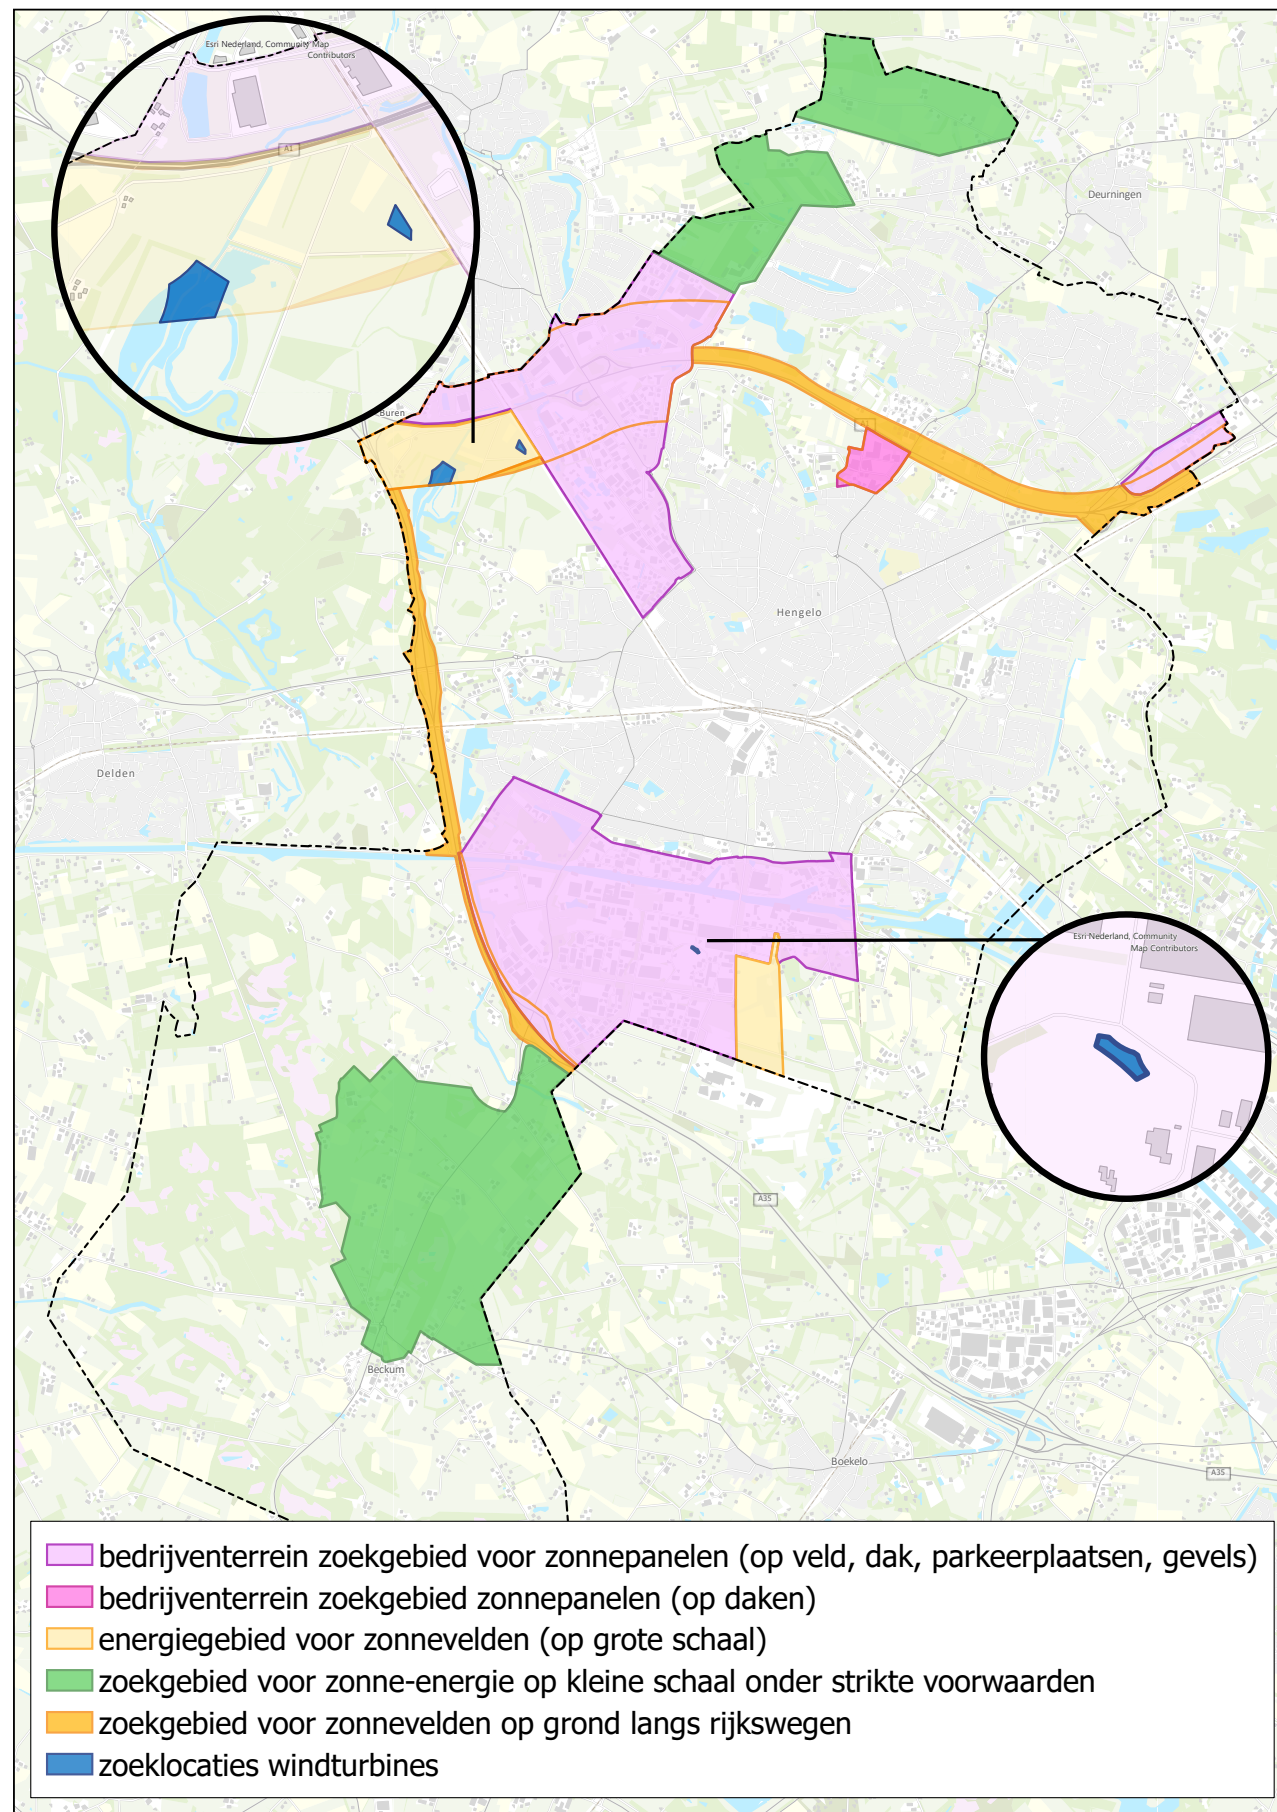 Esri Nederland, Community Map
Contributors
A1
Deurningen
Buren
A1
Hengelo
Delden
Esri Nederland, Community
Map Contributors
A35
Beckum
Boekelo
A35
bedrijventerrein zoekgebied voor zonnepanelen (op veld, dak, parkeerplaatsen, gevels)
bedrijventerrein zoekgebied zonnepanelen (op daken)
energiegebied voor zonnevelden (op grote schaal)
zoekgebied voor zonne-energie op kleine schaal onder strikte voorwaarden
zoekgebied voor zonnevelden op grond langs rijkswegen
zoeklocaties windturbines